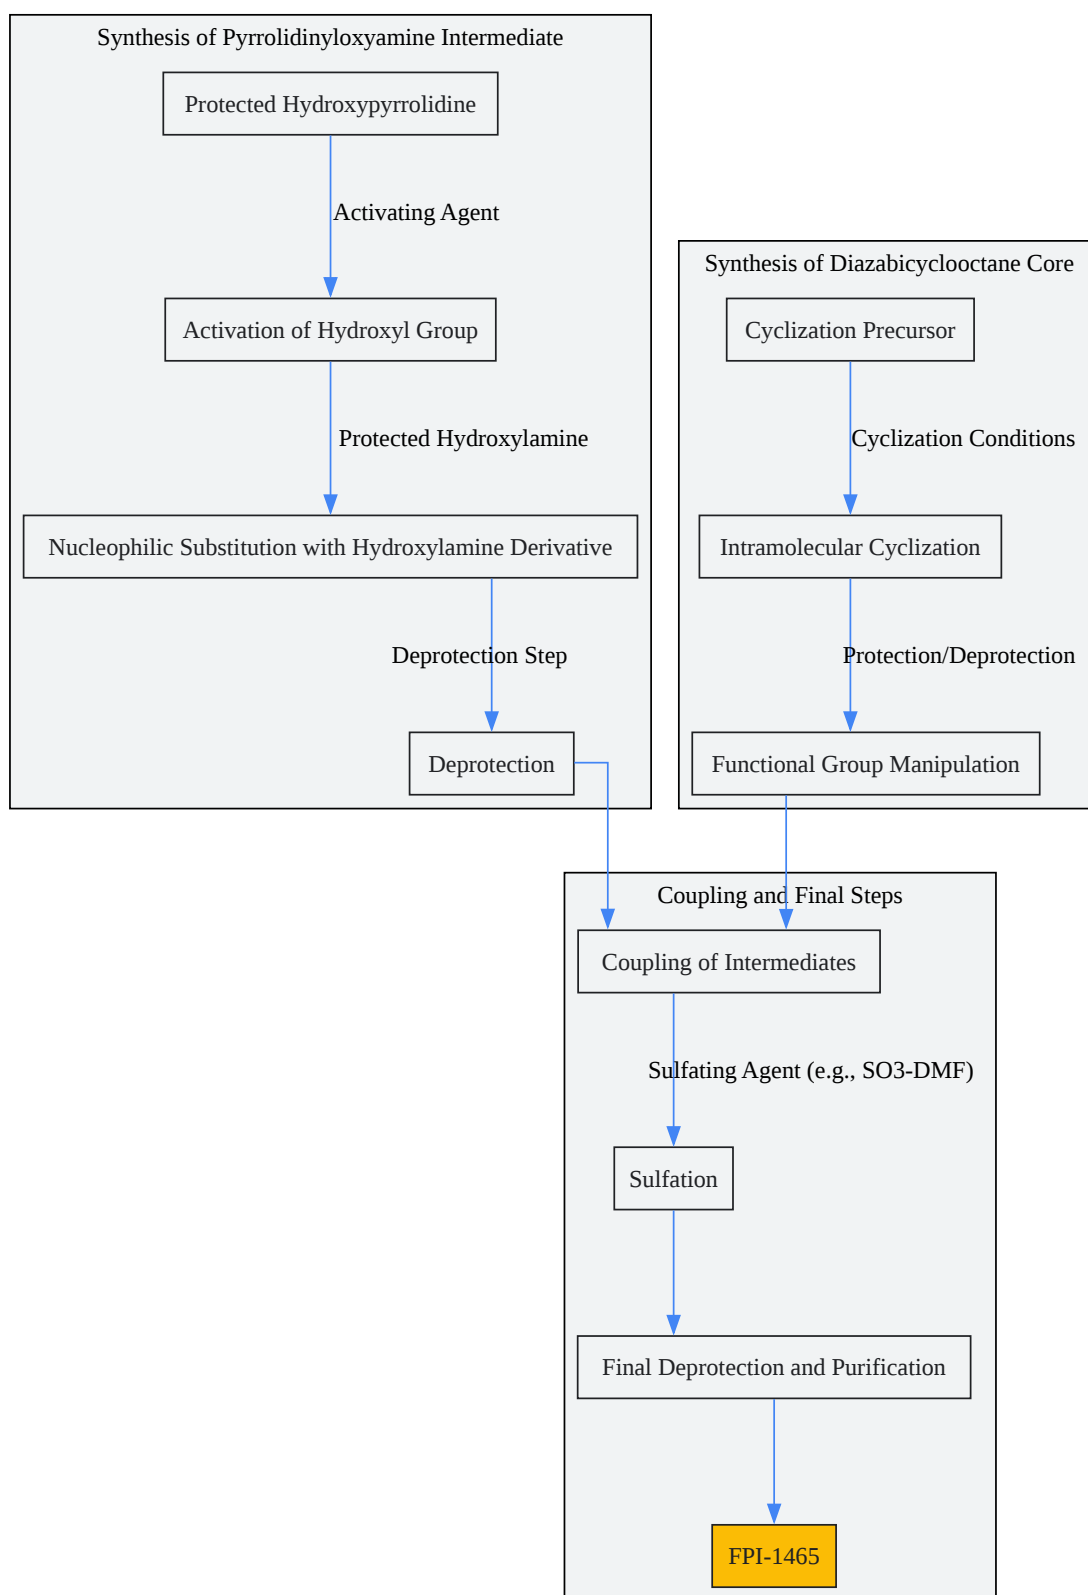 Synthesis of Pyrrolidinyloxyamine Intermediate
Protected Hydroxypyrrolidine
Activating Agent
Activation of Hydroxyl Group
Protected Hydroxylamine
Nucleophilic Substitution with Hydroxylamine Derivative
Deprotection Step
Deprotection
Synthesis of Diazabicyclooctane Core
Cyclization Precursor
Cyclization Conditions
Intramolecular Cyclization
Protection/Deprotection
Functional Group Manipulation
Coupling and Final Steps
Coupling of Intermediates
Sulfating Agent (e.g., SO3-DMF)
Sulfation
Final Deprotection and Purification
FPI-1465